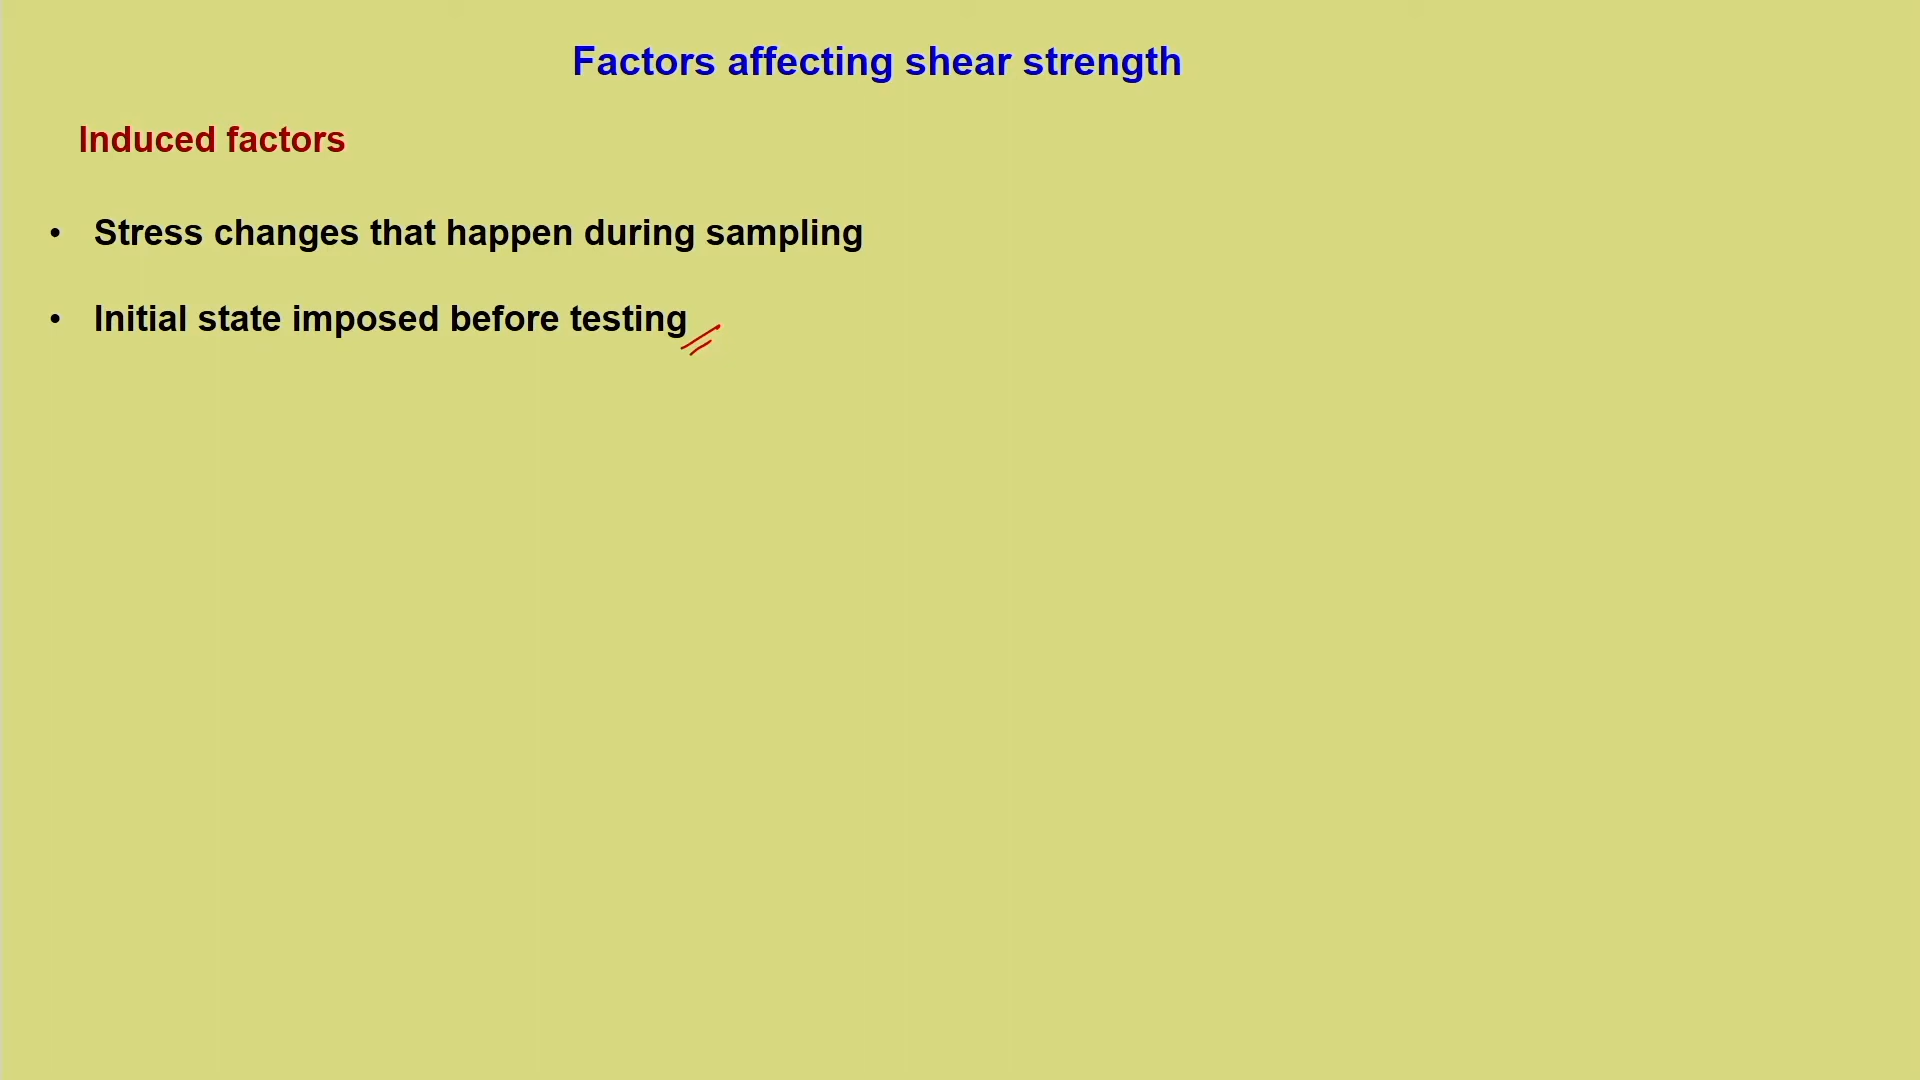 Factors affecting shear strength
Induced factors
• Stress changes that happen during sampling
• Initial state imposed before testing